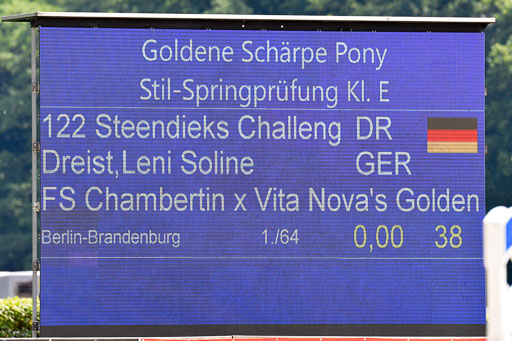 Goldene Schärpe Pony
Stil-Springprüfung Kl. E
122 Steendieks Challeng DR
Dreist,Leni Soline GER
FS Chambertin x Vita Nova's Golden
Berlin-Brandenburg 1./64 0,00 38